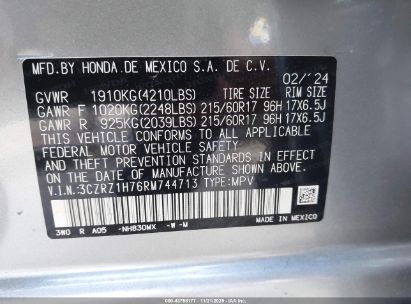 MFD.BY HONDA DE MEXICO S.A. DE C.V.
02/'24
GVWR 1910KG(4210LBS) TIRE SIZE RIM SIZE
GAWR F 1020KG(2248LBS) 215/60R17 96H 17X6.5J
GAWR R 925KG(2039LBS) 215/60R17 96H 17X6.5J
THIS VEHICLE CONFORMS TO ALL APPLICABLE
FEDERAL MOTOR VEHICLE SAFETY, BUMPER,
AND THEFT PREVENTION STANDARDS IN EFFECT
ON THE DATE OF MANUFACTURE SHOWN ABOVE.
V.I.N:3CZRZ1H76RM744713 TYPE:MPV
MADE IN
MEXICO
3W0 R A05 -NH830MX -W -M